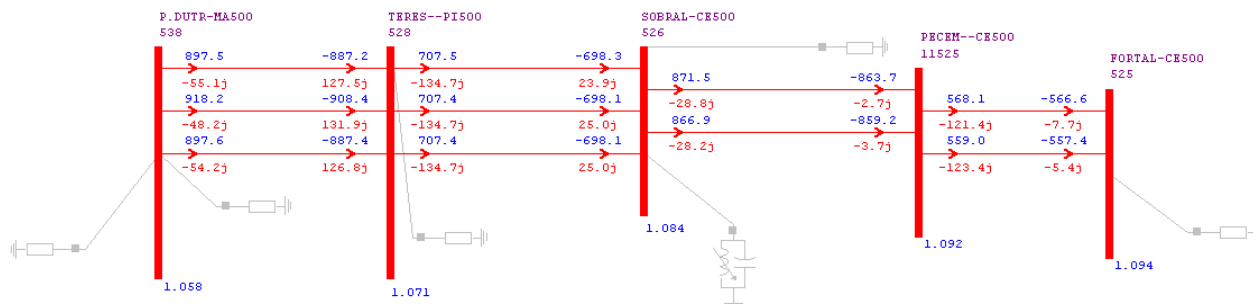 P.DUTR-MA500
538
TERES--PI500
528
SOBRAL-CE500
526
PECEM--CE500
11525
FORTAL-CE500
525
897.5 -887.2 707.5 -698.3
-55.1j 127.5j -134.7j 23.9j
871.5 -863.7
-28.8j -2.7j
918.2 -908.4 707.4 -698.1
-48.2j 131.9j -134.7j 25.0j
568.1 -566.6
-121.4j -7.7j
866.9 -859.2
-28.2j -3.7j
897.6 -887.4 707.4 -698.1
-54.2j 126.8j -134.7j 25.0j
559.0 -557.4
-123.4j -5.4j
1.084
1.092
1.094
1.058
1.071